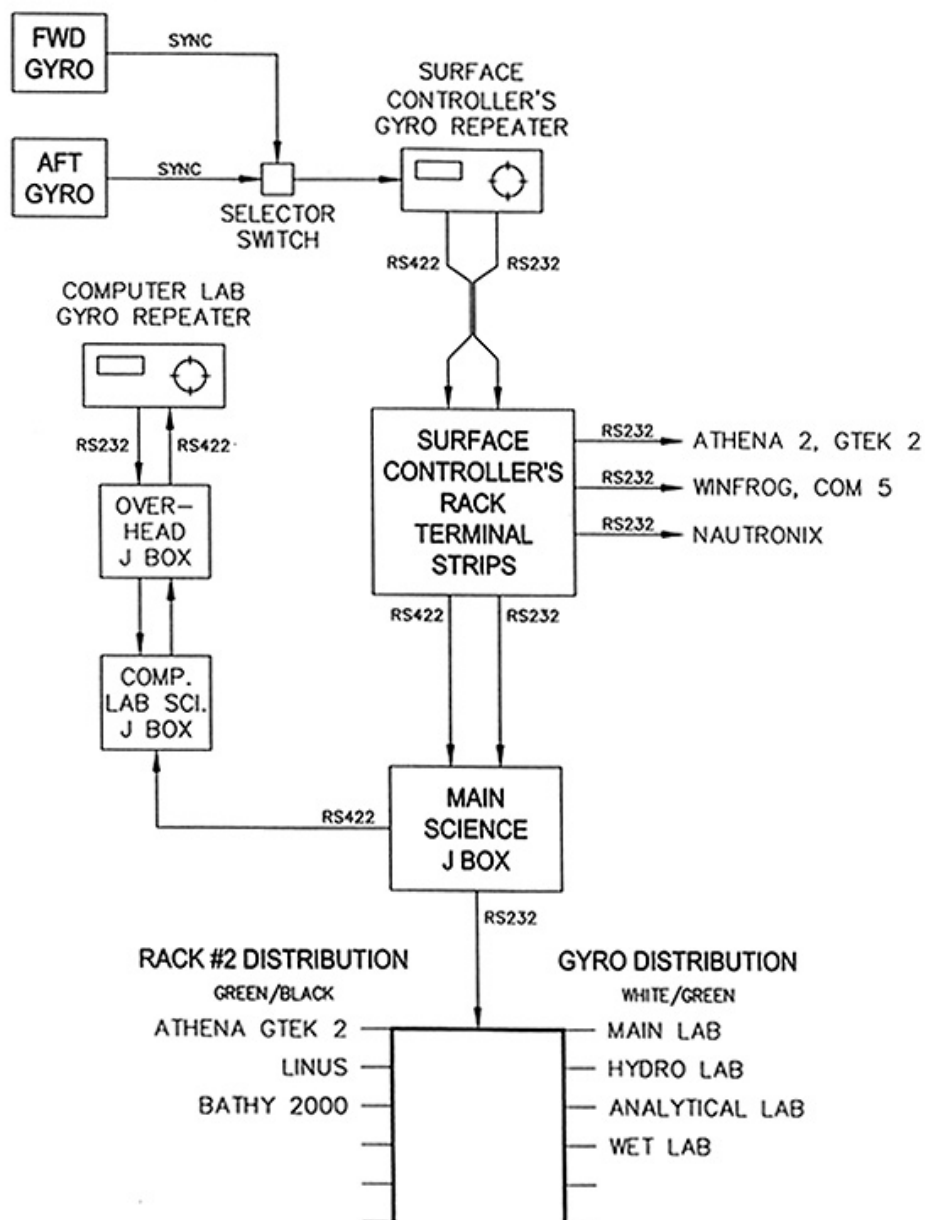 FWD
GYRO
SYNC
AFT
GYRO
SYNC
SELECTOR
SWITCH
SURFACE
CONTROLLER'S
GYRO REPEATER
RS422
RS232
COMPUTER LAB
GYRO REPEATER
RS232
RS422
OVER-
HEAD
J BOX
COMP.
LAB SCI.
J BOX
SURFACE
CONTROLLER'S
RACK
TERMINAL
STRIPS
RS232
ATHENA 2, GTEK 2
RS232
WINFROG, COM 5
RS232
NAUTRONIX
RS422
RS232
MAIN
SCIENCE
J BOX
RS422
RS232
RACK #2 DISTRIBUTION
GREEN/BLACK
ATHENA GTEK 2
LINUS
BATHY 2000
GYRO DISTRIBUTION
WHITE/GREEN
MAIN LAB
HYDRO LAB
ANALYTICAL LAB
WET LAB